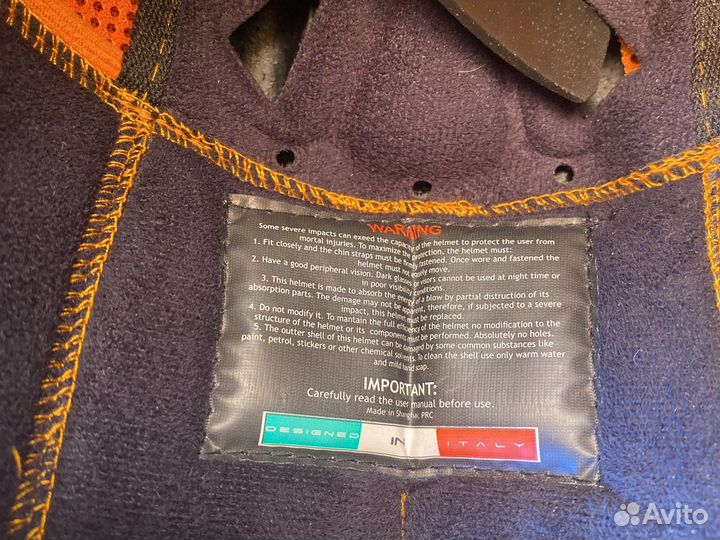 WARNING
Some severe impacts can exceed the capacity of the helmet to protect the user from
mortal injuries. To maximize the protection, the helmet must:
1. Fit closely and the chin straps must be firmly fastened. Once wore and fastened the
helmet must not loosely move.
2. Have a good peripheral vision. Dark glasses or visors cannot be used at night time or
in poor visibility conditions.
3. This helmet is made to absorb the energy of a blow by partial distruction of its
absorption parts. The demage may not be apparent, therefore, if subjected to a severe
impact, this helmet must be replaced.
4. Do not modify it. To mantain the full efficiency of the helmet no modification to the
structure of the helmet or its components must be performed. Absolutely no holes.
5. The outer shell of this helmet can be damaged by some common substances like
paint, petrol, stickers or other chemical solvents. To clean the shell use only warm water
and mild hand soap.
IMPORTANT:
Carefully read the user manual before use.
Made in Shanghai, PRC
DESIGNED IN ITALY
Avito